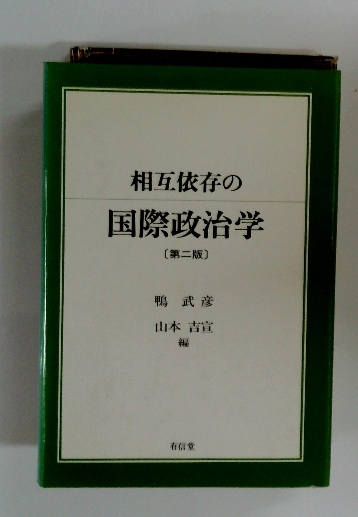 相互依存の
国際政治学
〔第二版〕
鴨 武彦
山本 吉宣
編
有信堂